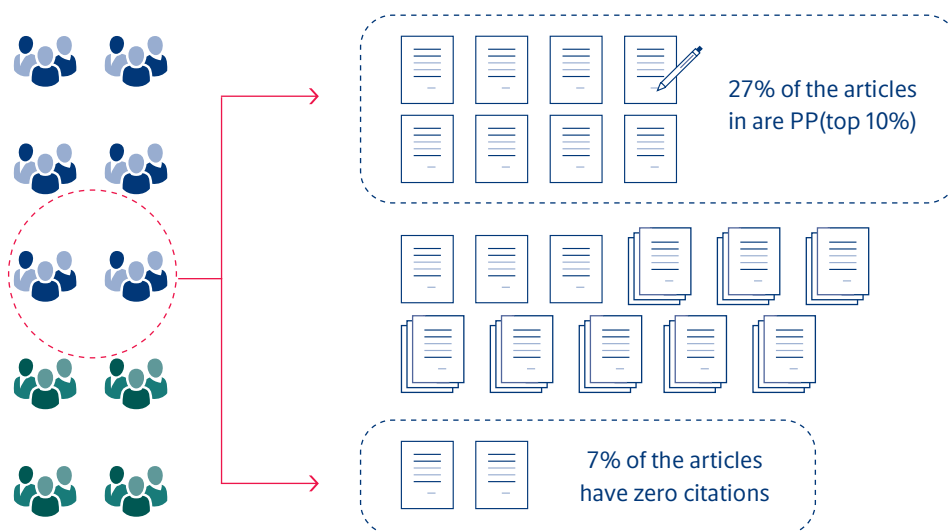 27% of the articles
in are PP(top 10%)
7% of the articles
have zero citations